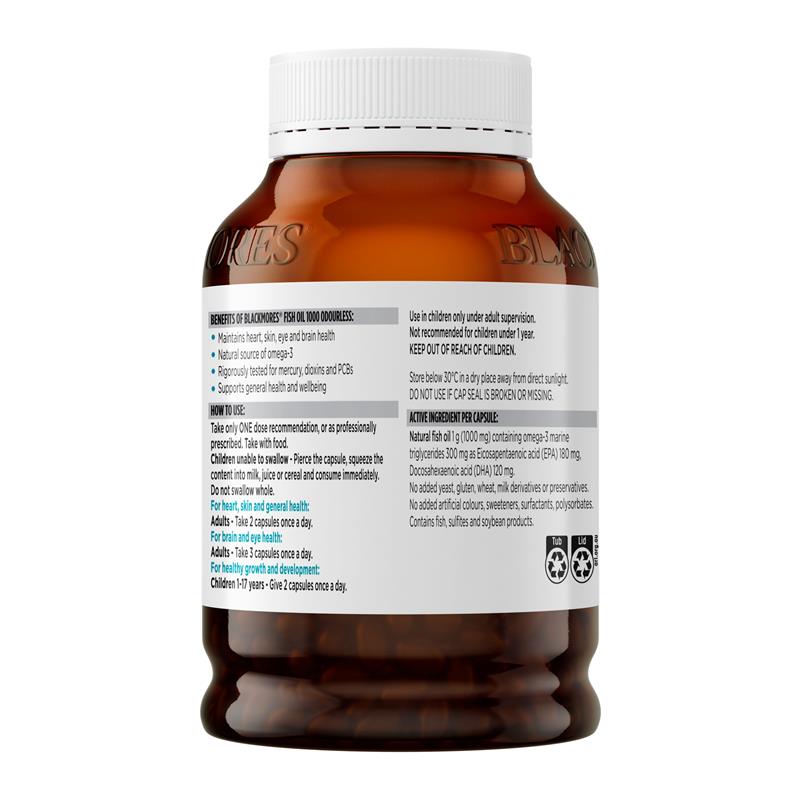 BENEFITS OF BLACKMORES® FISH OIL 1000 ODOURLESS:
• Maintains heart, skin, eye and brain health
• Natural source of omega-3
• Rigorously tested for mercury, dioxins and PCBs
• Supports general health and wellbeing
HOW TO USE:
Take only ONE dose recommendation, or as professionally
prescribed. Take with food.
Children unable to swallow - Pierce the capsule, squeeze the
content into milk, juice or cereal and consume immediately.
Do not swallow whole.
For heart, skin and general health:
Adults - Take 2 capsules once a day.
For brain and eye health:
Adults - Take 3 capsules once a day.
For healthy growth and development:
Children 1-17 years - Give 2 capsules once a day.
Use in children only under adult supervision.
Not recommended for children under 1 year.
KEEP OUT OF REACH OF CHILDREN.
Store below 30°C in a dry place away from direct sunlight.
DO NOT USE IF CAP SEAL IS BROKEN OR MISSING.
ACTIVE INGREDIENT PER CAPSULE:
Natural fish oil 1 g (1000 mg) containing omega-3 marine
triglycerides 300 mg as Eicosapentaenoic acid (EPA) 180 mg,
Docosahexaenoic acid (DHA) 120 mg.
No added yeast, gluten, wheat, milk derivatives or preservatives.
No added artificial colours, sweeteners, surfactants, polysorbates.
Contains fish, sulfites and soybean products.
Tub Lid
arl.org.au